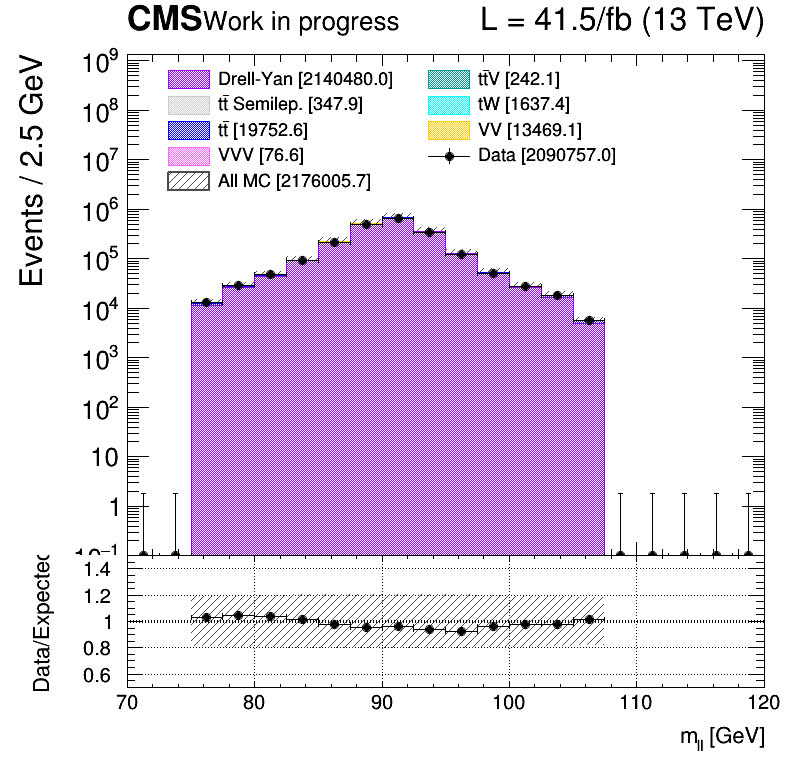 CMS Work in progress L = 41.5/fb (13 TeV)
Events / 2.5 GeV
10⁹
10⁸
10⁷
10⁶
10⁵
10⁴
10³
10²
10
1
10⁻¹
Drell-Yan [2140480.0]
tt̄ Semilep. [347.9]
tt̄ [19752.6]
VVV [76.6]
All MC [2176005.7]
tt̄V [242.1]
tW [1637.4]
VV [13469.1]
Data [2090757.0]
Data/Expected
1.4
1.2
1
0.8
0.6
70 80 90 100 110 120
m_ll [GeV]